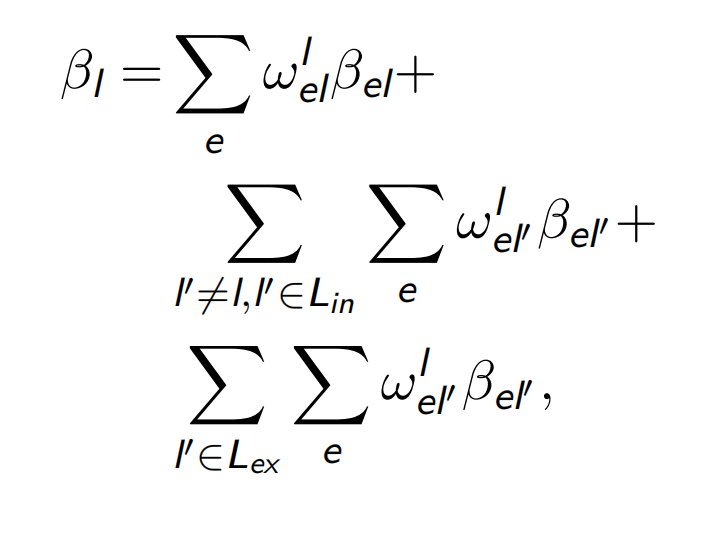 β_l = ∑_e ω^l_{el} β_{el} +
∑_{l′≠l, l′∈L_{in}} ∑_e ω^l_{el′} β_{el′} +
∑_{l′∈L_{ex}} ∑_e ω^l_{el′} β_{el′} ,